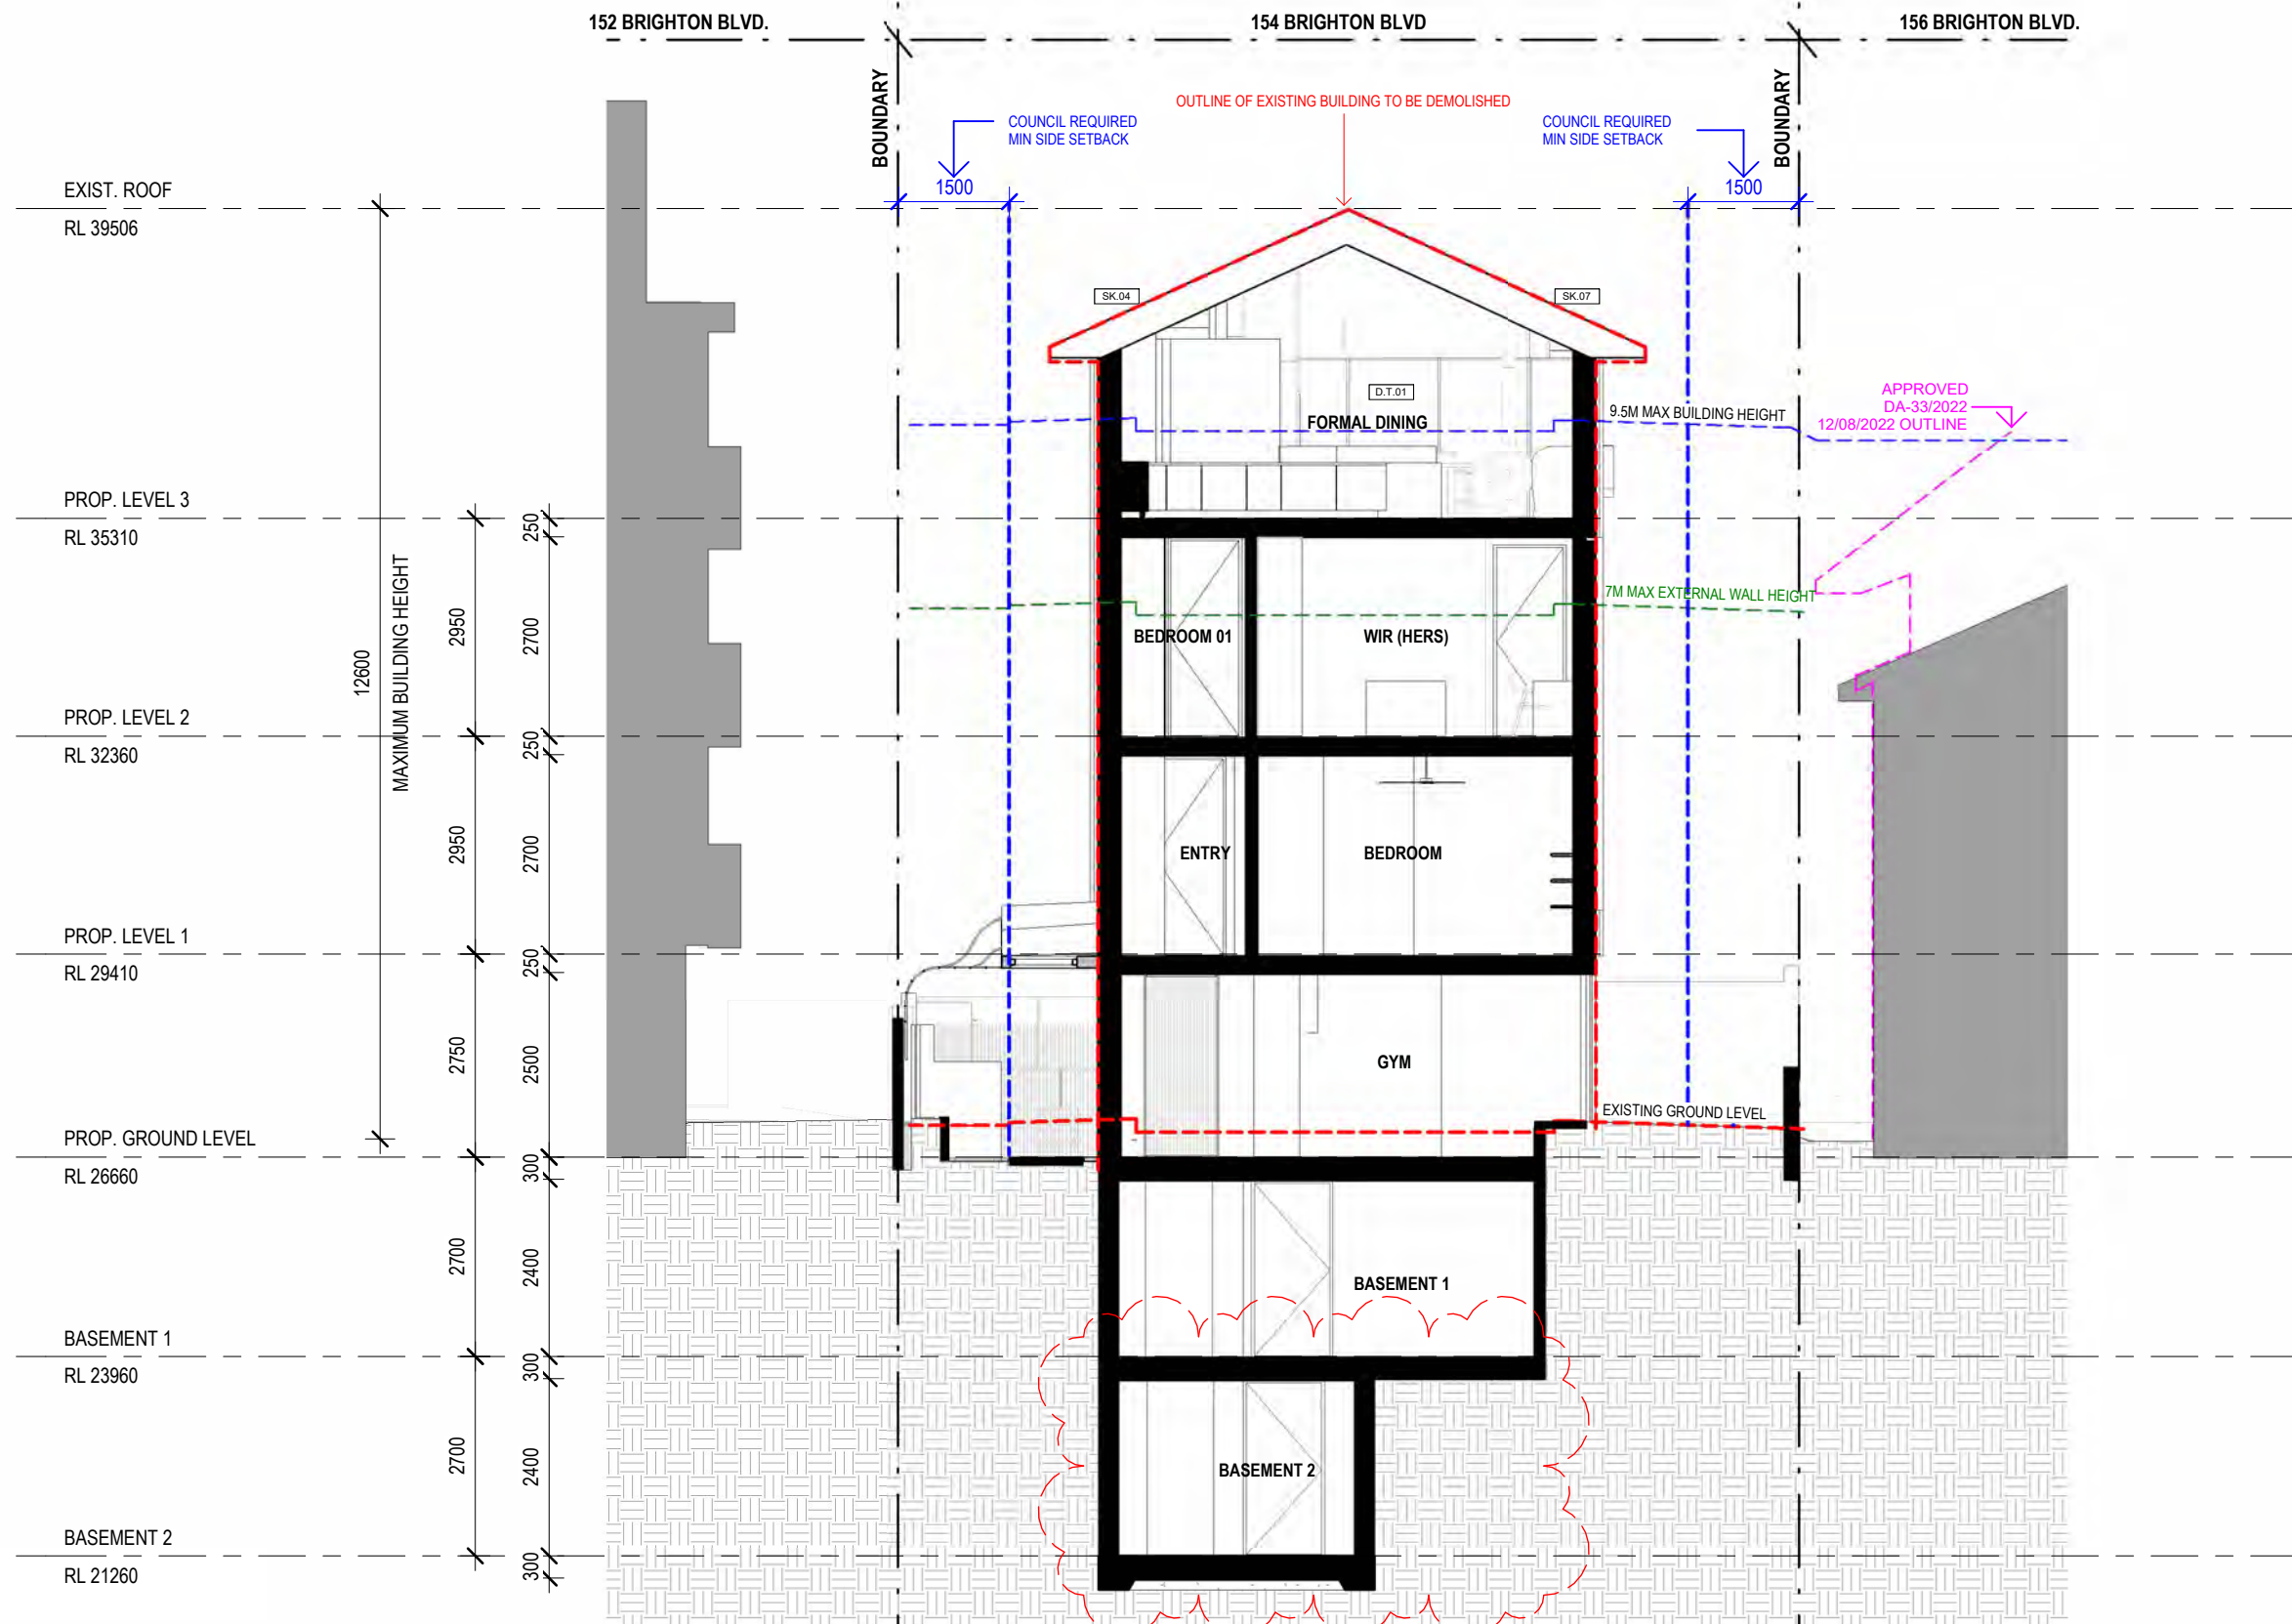 152 BRIGHTON BLVD.
154 BRIGHTON BLVD
156 BRIGHTON BLVD.
BOUNDARY
BOUNDARY
OUTLINE OF EXISTING BUILDING TO BE DEMOLISHED
COUNCIL REQUIRED
MIN SIDE SETBACK
COUNCIL REQUIRED
MIN SIDE SETBACK
1500
1500
EXIST. ROOF
RL 39506
SK.04
SK.07
D.T.01
FORMAL DINING
9.5M MAX BUILDING HEIGHT
APPROVED
DA-33/2022
12/08/2022 OUTLINE
PROP. LEVEL 3
RL 35310
250
12600
MAXIMUM BUILDING HEIGHT
2950
2700
7M MAX EXTERNAL WALL HEIGHT
BEDROOM 01
WIR (HERS)
PROP. LEVEL 2
RL 32360
250
2950
2700
ENTRY
BEDROOM
PROP. LEVEL 1
RL 29410
250
2750
2500
GYM
EXISTING GROUND LEVEL
PROP. GROUND LEVEL
RL 26660
300
2700
2400
BASEMENT 1
BASEMENT 1
RL 23960
300
2700
2400
BASEMENT 2
BASEMENT 2
RL 21260
300